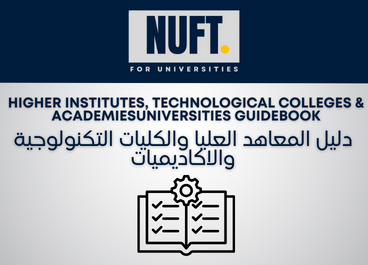 NUFT.
FOR UNIVERSITIES
HIGHER INSTITUTES, TECHNOLOGICAL COLLEGES &
ACADEMIESUNIVERSITIES GUIDEBOOK
دليل المعاهد العليا والكليات التكنولوجية
والاكاديميات